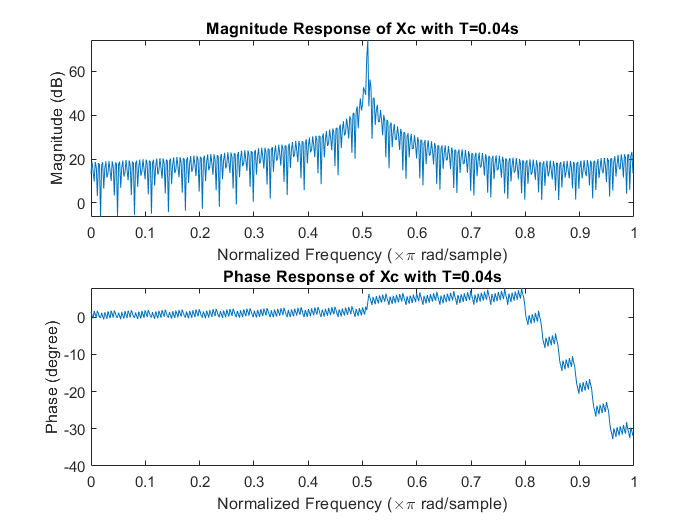 Magnitude Response of Xc with T=0.04s
Magnitude (dB)
60
40
20
0
0 0.1 0.2 0.3 0.4 0.5 0.6 0.7 0.8 0.9 1
Normalized Frequency (×π rad/sample)
Phase Response of Xc with T=0.04s
Phase (degree)
0
-10
-20
-30
-40
0 0.1 0.2 0.3 0.4 0.5 0.6 0.7 0.8 0.9 1
Normalized Frequency (×π rad/sample)